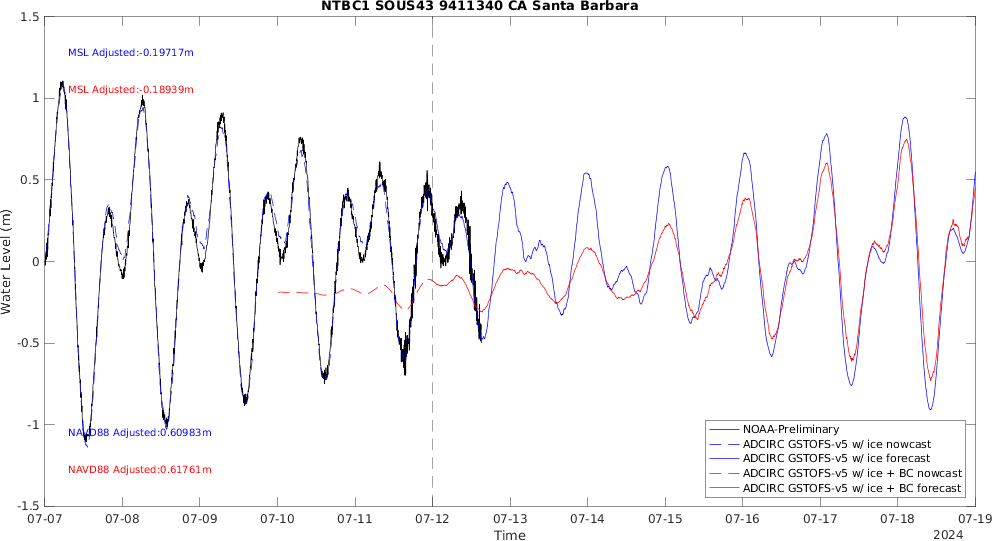 NTBC1 SOUS43 9411340 CA Santa Barbara
1.5
1
0.5
0
-0.5
-1
-1.5
Water Level (m)
MSL Adjusted:-0.19717m
MSL Adjusted:-0.18939m
NAVD88 Adjusted:0.60983m
NAVD88 Adjusted:0.61761m
NOAA-Preliminary
ADCIRC GSTOFS-v5 w/ ice nowcast
ADCIRC GSTOFS-v5 w/ ice forecast
ADCIRC GSTOFS-v5 w/ ice + BC nowcast
ADCIRC GSTOFS-v5 w/ ice + BC forecast
07-07 07-08 07-09 07-10 07-11 07-12 07-13 07-14 07-15 07-16 07-17 07-18 07-19
Time
2024